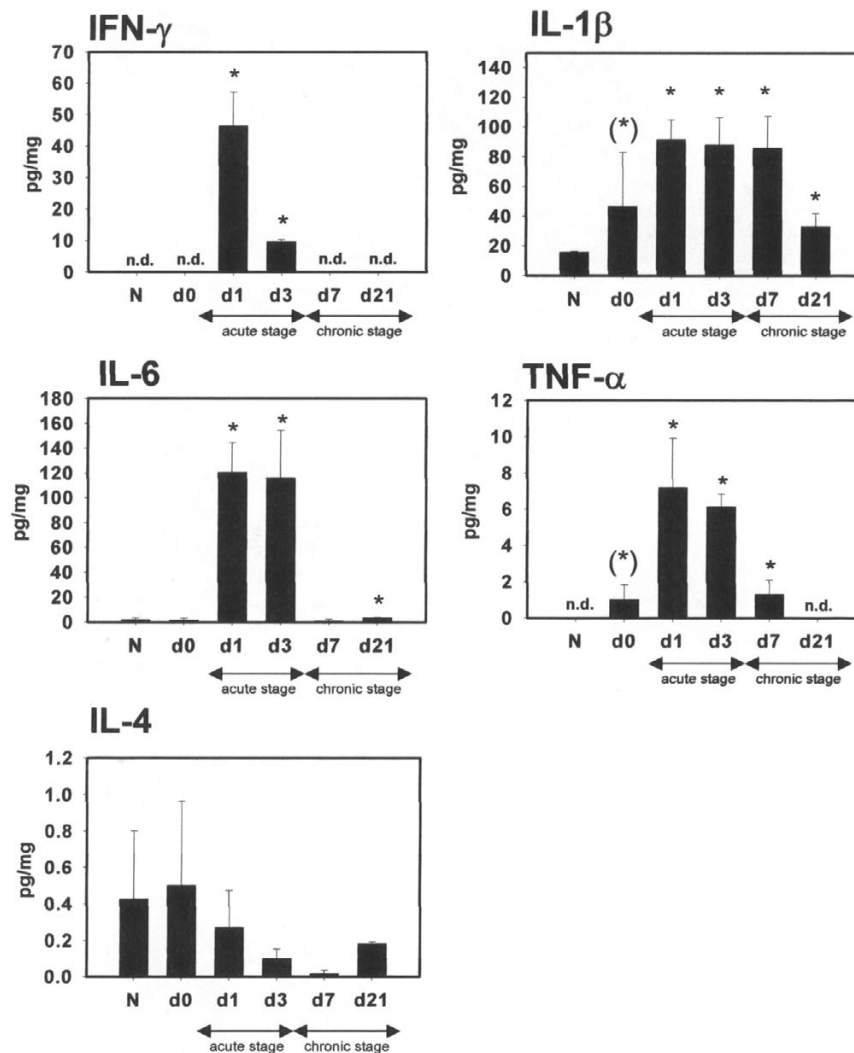 IFN-γ
70
60
50
40
30
20
10
0
pg/mg
*
*
n.d. n.d. n.d. n.d.
N d0 d1 d3 d7 d21
acute stage chronic stage
IL-1β
140
120
100
80
60
40
20
0
pg/mg
(*) * * * *
N d0 d1 d3 d7 d21
acute stage chronic stage
IL-6
180
160
140
120
100
80
60
40
20
0
pg/mg
* *
*
N d0 d1 d3 d7 d21
acute stage chronic stage
TNF-α
12
10
8
6
4
2
0
pg/mg
*
*
(*)
*
n.d. n.d.
N d0 d1 d3 d7 d21
acute stage chronic stage
IL-4
1.2
1.0
0.8
0.6
0.4
0.2
0.0
pg/mg
N d0 d1 d3 d7 d21
acute stage chronic stage